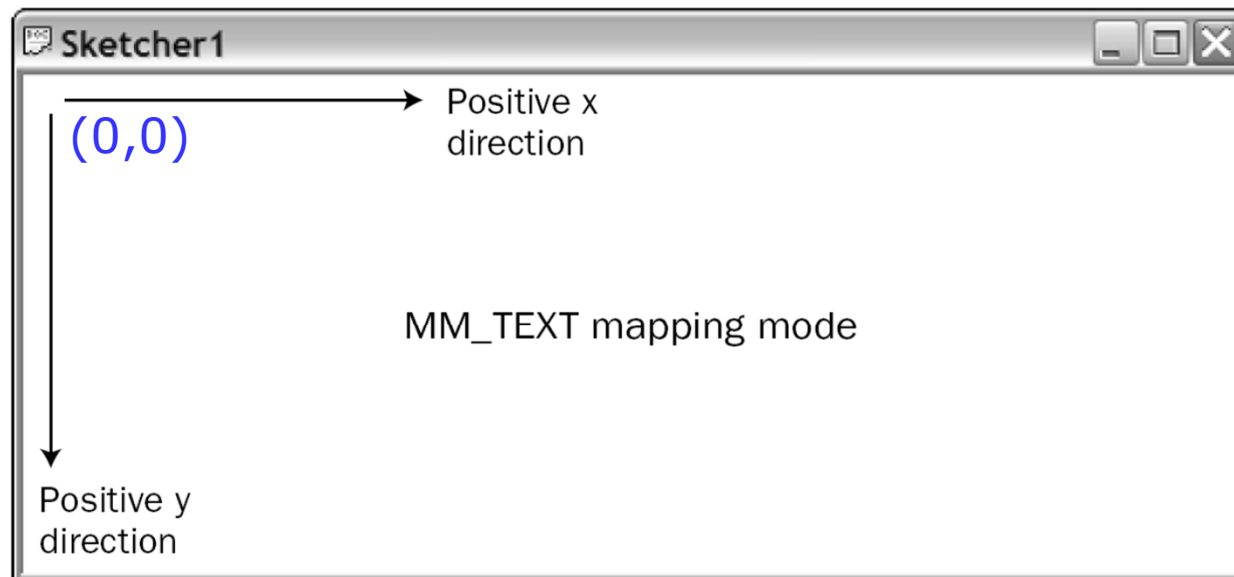 Sketcher1
Positive x
direction
(0,0)
MM_TEXT mapping mode
Positive y
direction